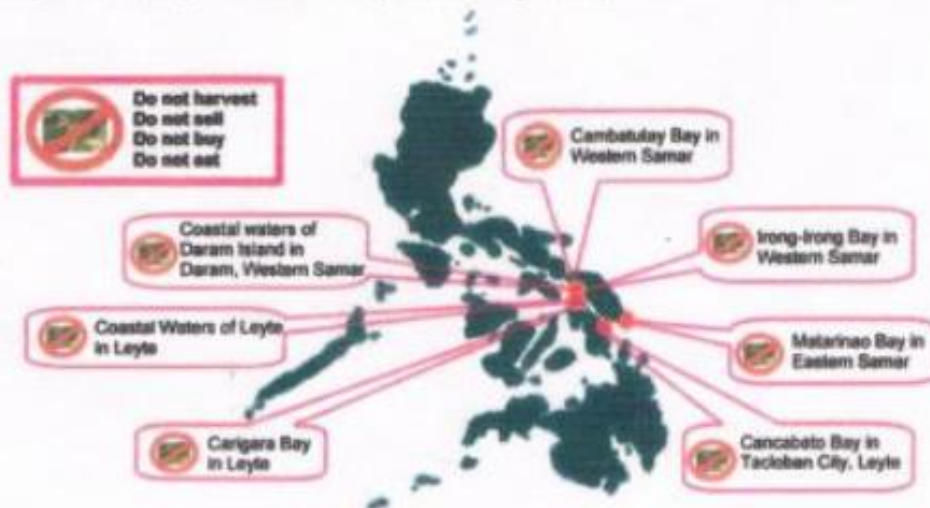 Do not harvest
Do not sell
Do not buy
Do not eat
Cambatutay Bay in
Western Samar
Coastal waters of
Daram Island in
Daram, Western Samar
Irong-Irong Bay in
Western Samar
Coastal Waters of Leyte
in Leyte
Matarinao Bay in
Eastern Samar
Carigara Bay
in Leyte
Cancabato Bay in
Tacloban City, Leyte